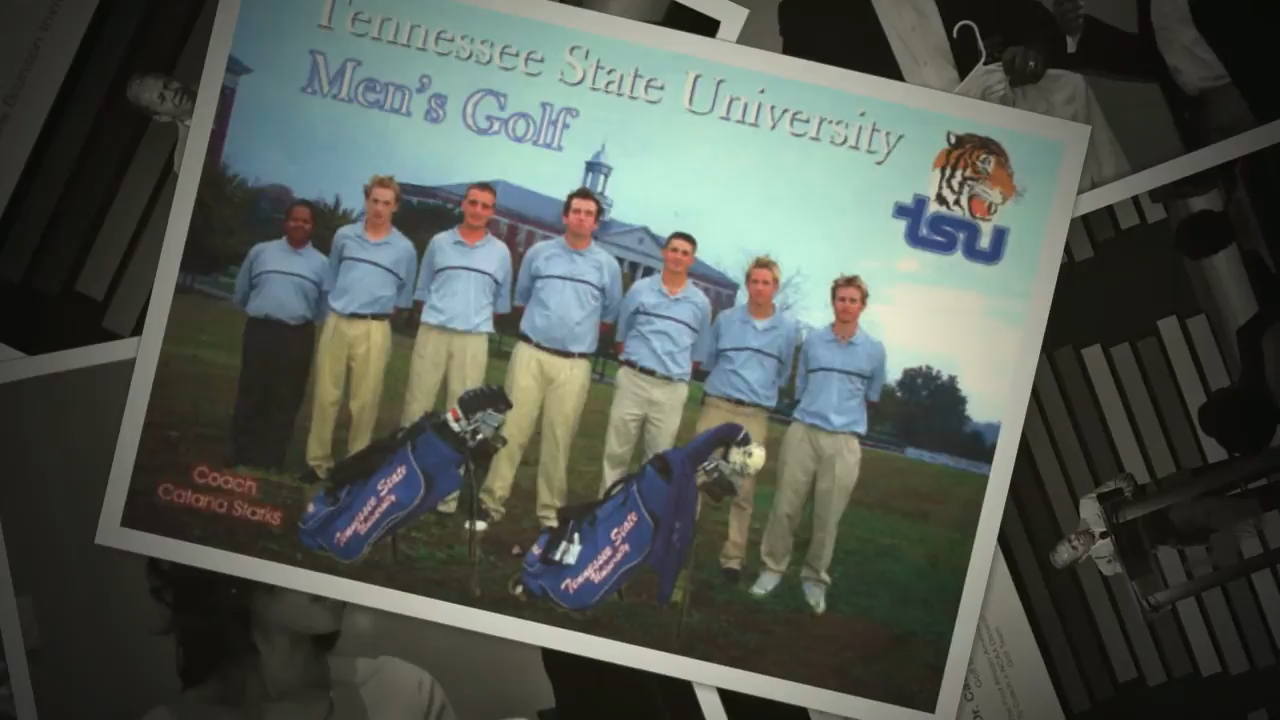 Tennessee State University
Men's Golf
tsu
Coach
Catana Starks
Tennessee State
University
Tennessee State
University